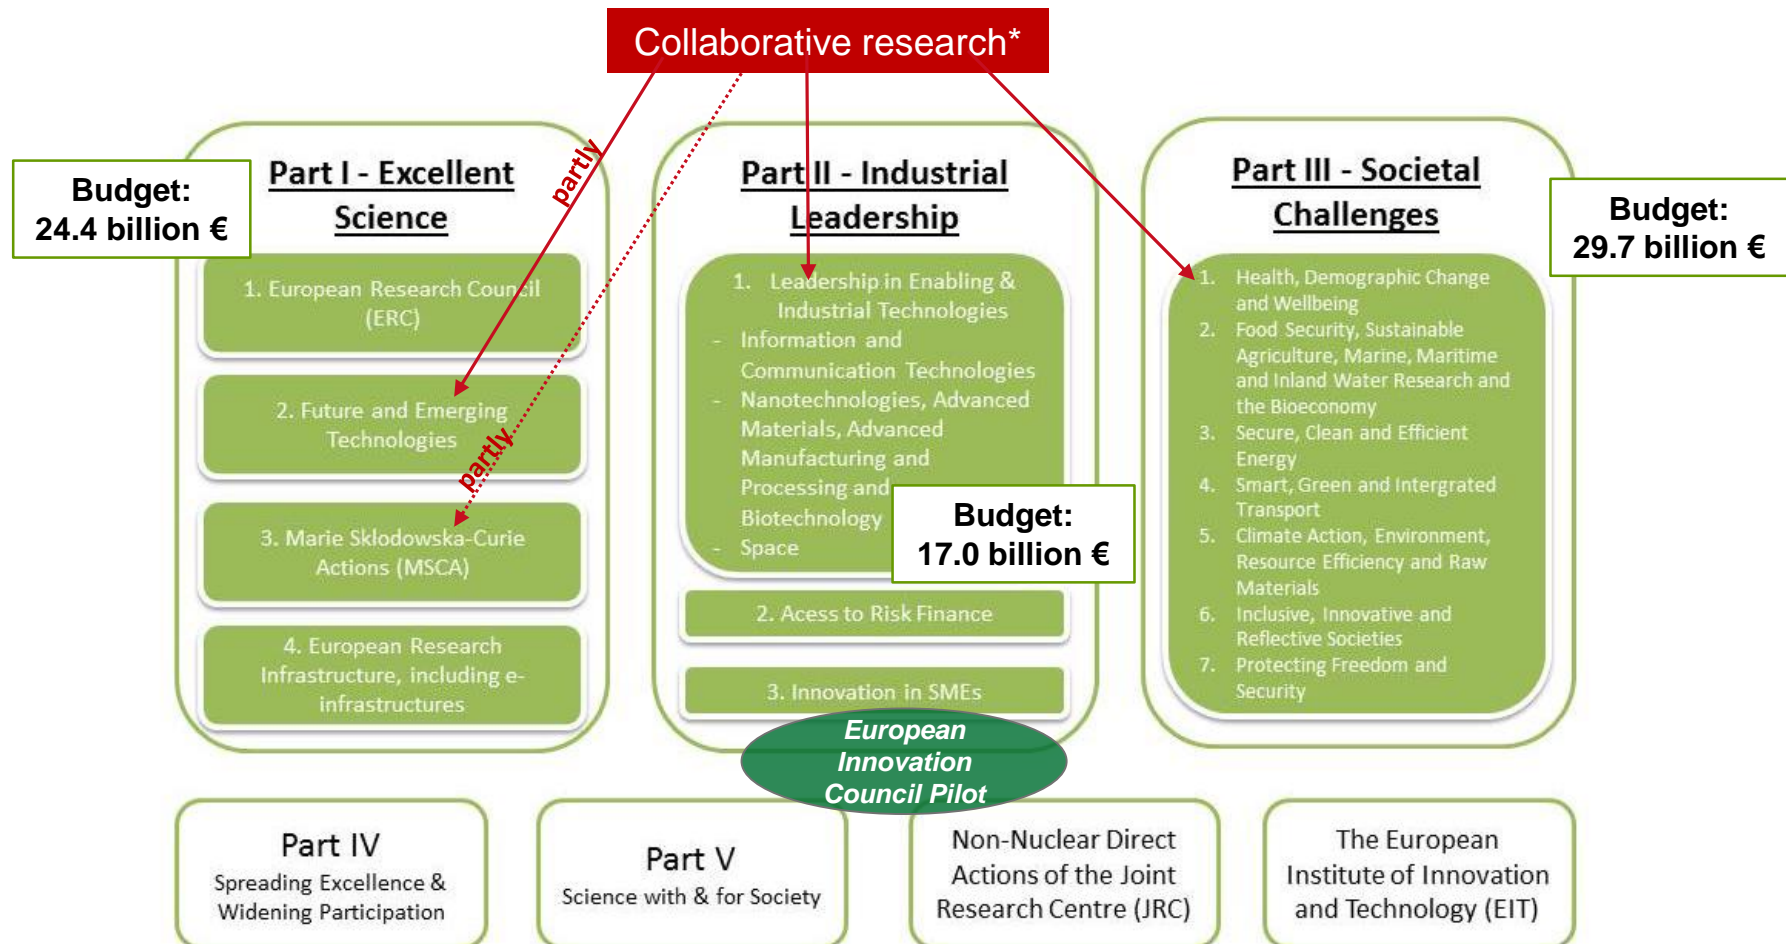 Collaborative research*
partly
partly
Budget:
24.4 billion €
Part I - Excellent
Science
1. European Research Council
(ERC)
2. Future and Emerging
Technologies
3. Marie Sklodowska-Curie
Actions (MSCA)
4. European Research
Infrastructure, including e-
infrastructures
Part II - Industrial
Leadership
1. Leadership in Enabling &
Industrial Technologies
- Information and
Communication Technologies
- Nanotechnologies, Advanced
Materials, Advanced
Manufacturing and
Processing and
Biotechnology
- Space
Budget:
17.0 billion €
2. Acess to Risk Finance
3. Innovation in SMEs
European
Innovation
Council Pilot
Part III - Societal
Challenges
Budget:
29.7 billion €
1. Health, Demographic Change
and Wellbeing
2. Food Security, Sustainable
Agriculture, Marine, Maritime
and Inland Water Research and
the Bioeconomy
3. Secure, Clean and Efficient
Energy
4. Smart, Green and Intergrated
Transport
5. Climate Action, Environment,
Resource Efficiency and Raw
Materials
6. Inclusive, Innovative and
Reflective Societies
7. Protecting Freedom and
Security
Part IV
Spreading Excellence &
Widening Participation
Part V
Science with & for Society
Non-Nuclear Direct
Actions of the Joint
Research Centre (JRC)
The European
Institute of Innovation
and Technology (EIT)